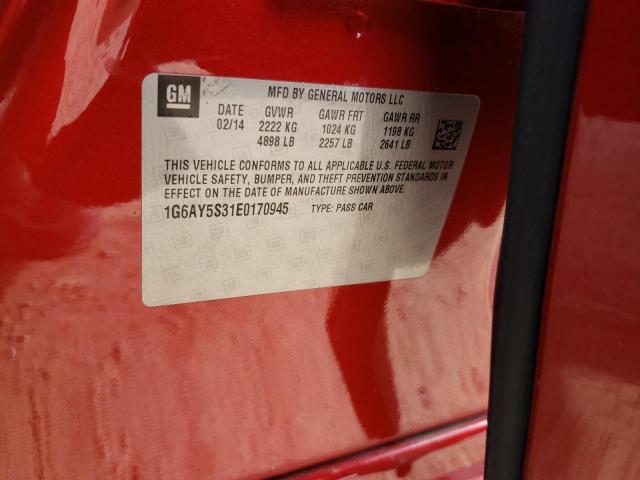 GM
MFD BY GENERAL MOTORS LLC
DATE GVWR GAWR FRT GAWR RR
02/14 2222 KG 1024 KG 1198 KG
4898 LB 2257 LB 2641 LB
THIS VEHICLE CONFORMS TO ALL APPLICABLE U.S. FEDERAL MOTOR
VEHICLE SAFETY, BUMPER, AND THEFT PREVENTION STANDARDS IN
EFFECT ON THE DATE OF MANUFACTURE SHOWN ABOVE.
1G6AY5S31E0170945 TYPE: PASS CAR